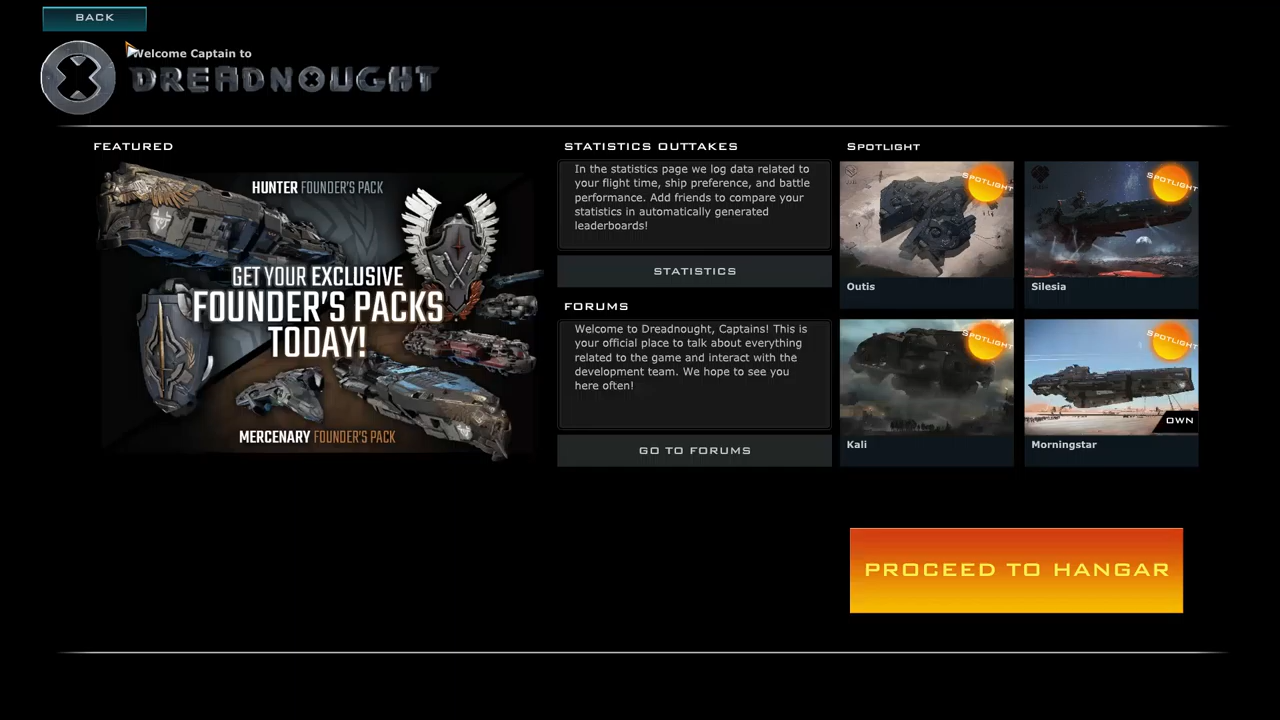 BACK
Welcome Captain to
DREADNOUGHT
FEATURED
HUNTER FOUNDER'S PACK
GET YOUR EXCLUSIVE
FOUNDER'S PACKS
TODAY!
MERCENARY FOUNDER'S PACK
STATISTICS OUTTAKES
In the statistics page we log data related to
your flight time, ship preference, and battle
performance. Add friends to compare your
statistics in automatically generated
leaderboards!
STATISTICS
FORUMS
Welcome to Dreadnought, Captains! This is
your official place to talk about everything
related to the game and interact with the
development team. We hope to see you
here often!
GO TO FORUMS
SPOTLIGHT
SPOTLIGHT
Outis
SPOTLIGHT
Silesia
SPOTLIGHT
Kali
SPOTLIGHT
OWN
Morningstar
PROCEED TO HANGAR